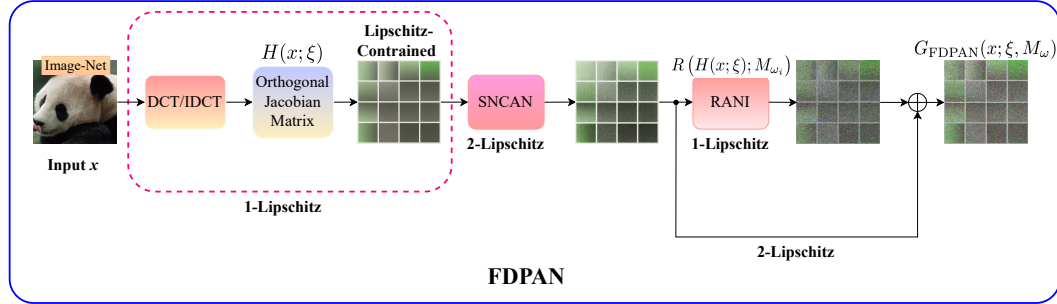 Image-Net
Input x
DCT/IDCT
H(x; ξ)
Orthogonal
Jacobian
Matrix
Lipschitz-
Contrained
1-Lipschitz
SNCAN
2-Lipschitz
R (H(x; ξ); M_{ω_i})
RANI
1-Lipschitz
2-Lipschitz
G_{FDPAN}(x; ξ, M_ω)
FDPAN